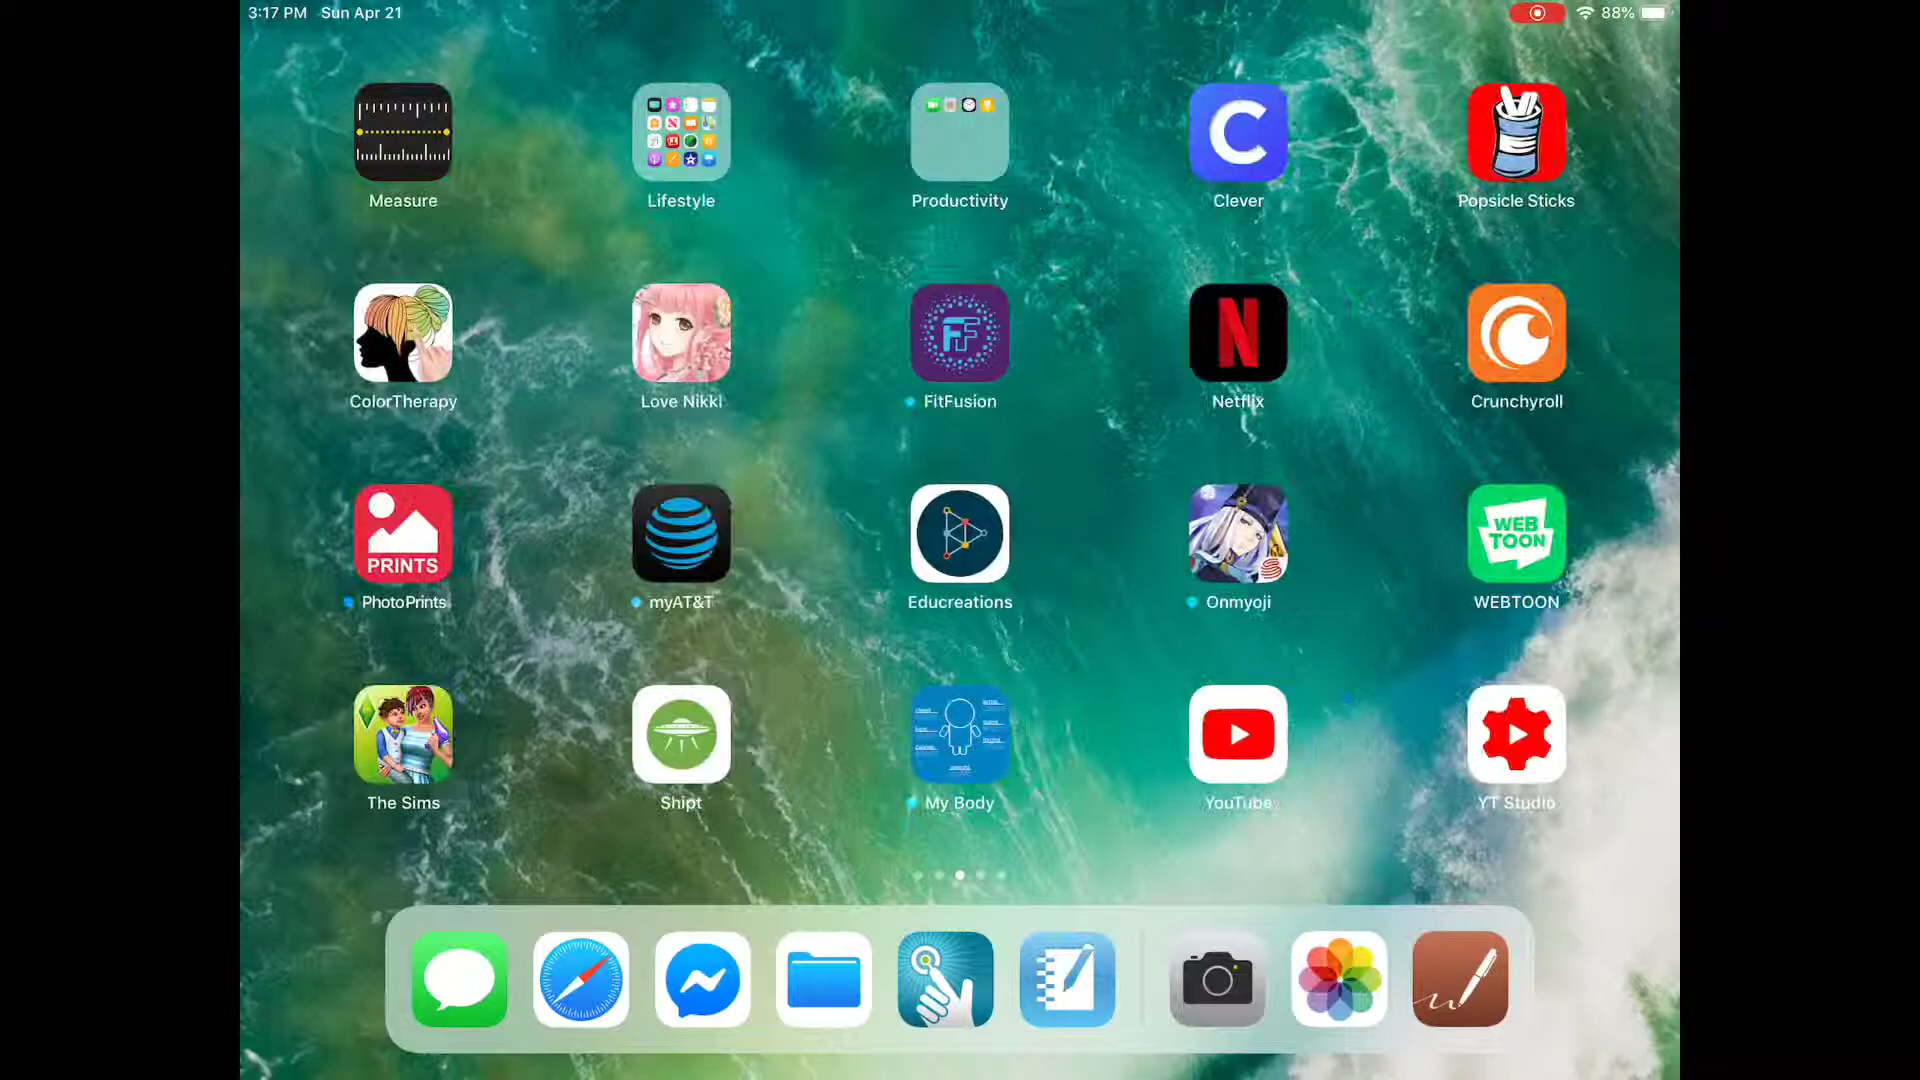 3:17 PM Sun Apr 21 88%
Measure Lifestyle Productivity Clever Popsicle Sticks
ColorTherapy Love Nikki FitFusion Netflix Crunchyroll
PRINTS WEB TOON
PhotoPrints myAT&T Educreations Onmyoji WEBTOON
The Sims Shipt My Body YouTube YT Studio